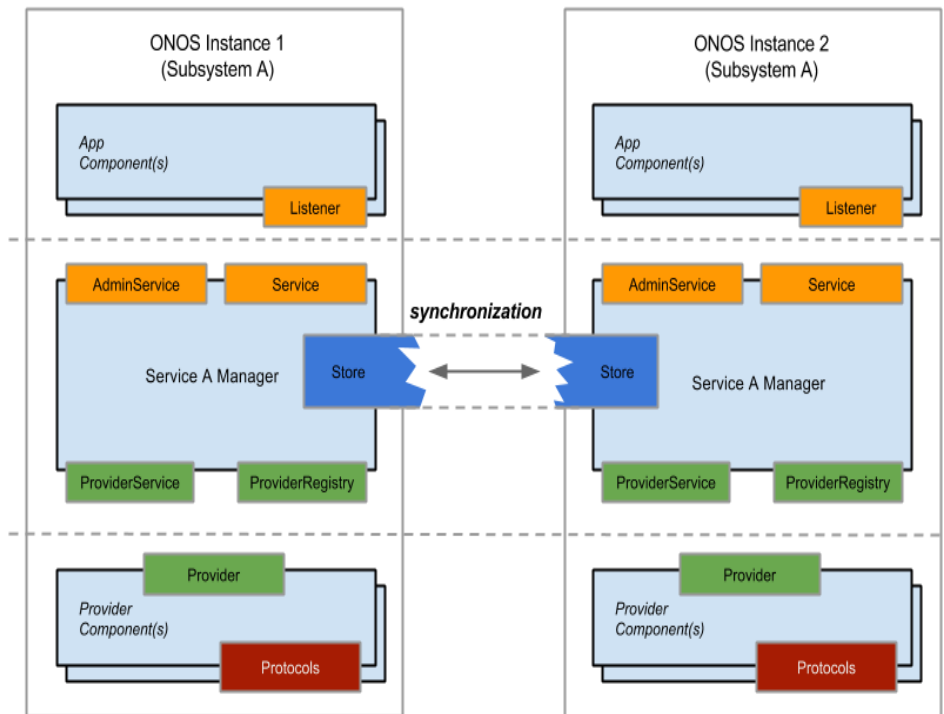 ONOS Instance 1
(Subsystem A)
App
Component(s)
Listener
AdminService
Service
Service A Manager
Store
ProviderService
ProviderRegistry
Provider
Provider
Component(s)
Protocols
synchronization
ONOS Instance 2
(Subsystem A)
App
Component(s)
Listener
AdminService
Service
Store
Service A Manager
ProviderService
ProviderRegistry
Provider
Provider
Component(s)
Protocols